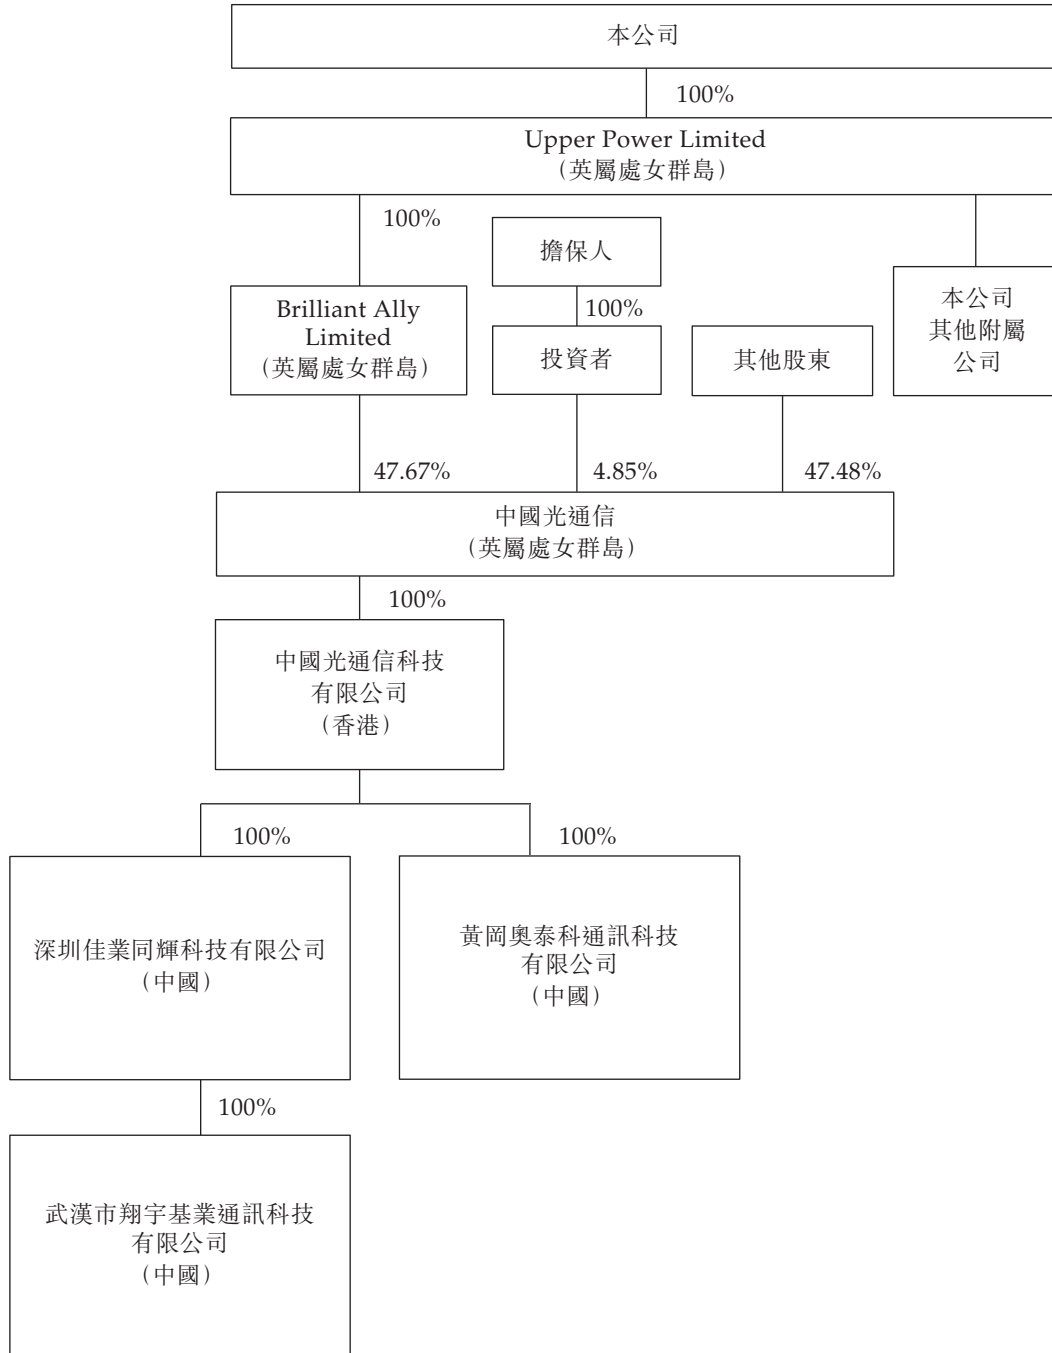 本公司
100%
Upper Power Limited
（英屬處女群島）
100%
擔保人
100%
Brilliant Ally
Limited
（英屬處女群島）
投資者
其他股東
本公司
其他附屬
公司
47.67%
4.85%
47.48%
中國光通信
（英屬處女群島）
100%
中國光通信科技
有限公司
（香港）
100%
100%
深圳佳業同輝科技有限公司
（中國）
黃岡奧泰科通訊科技
有限公司
（中國）
100%
武漢市翔宇基業通訊科技
有限公司
（中國）